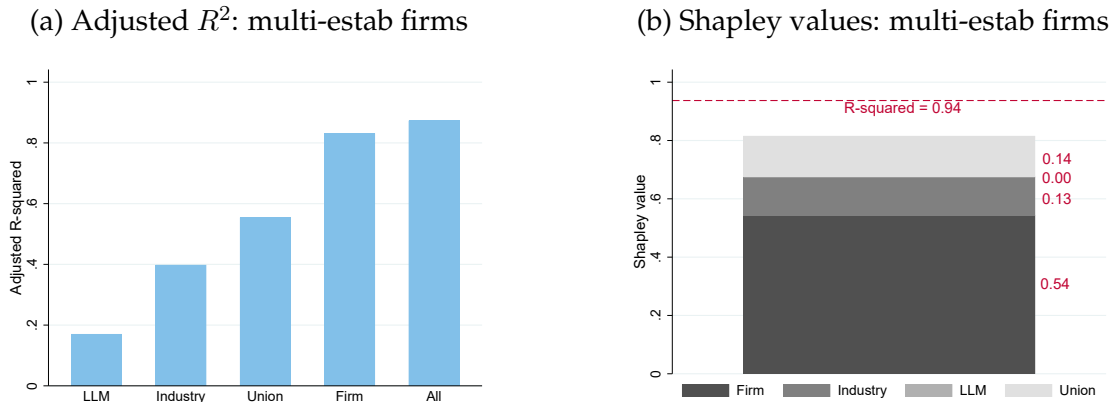 (a) Adjusted R²: multi-estab firms
Adjusted R-squared
1
.8
.6
.4
.2
0
LLM Industry Union Firm All
(b) Shapley values: multi-estab firms
Shapley value
1
.8
.6
.4
.2
0
R-squared = 0.94
0.14
0.00
0.13
0.54
Firm Industry LLM Union